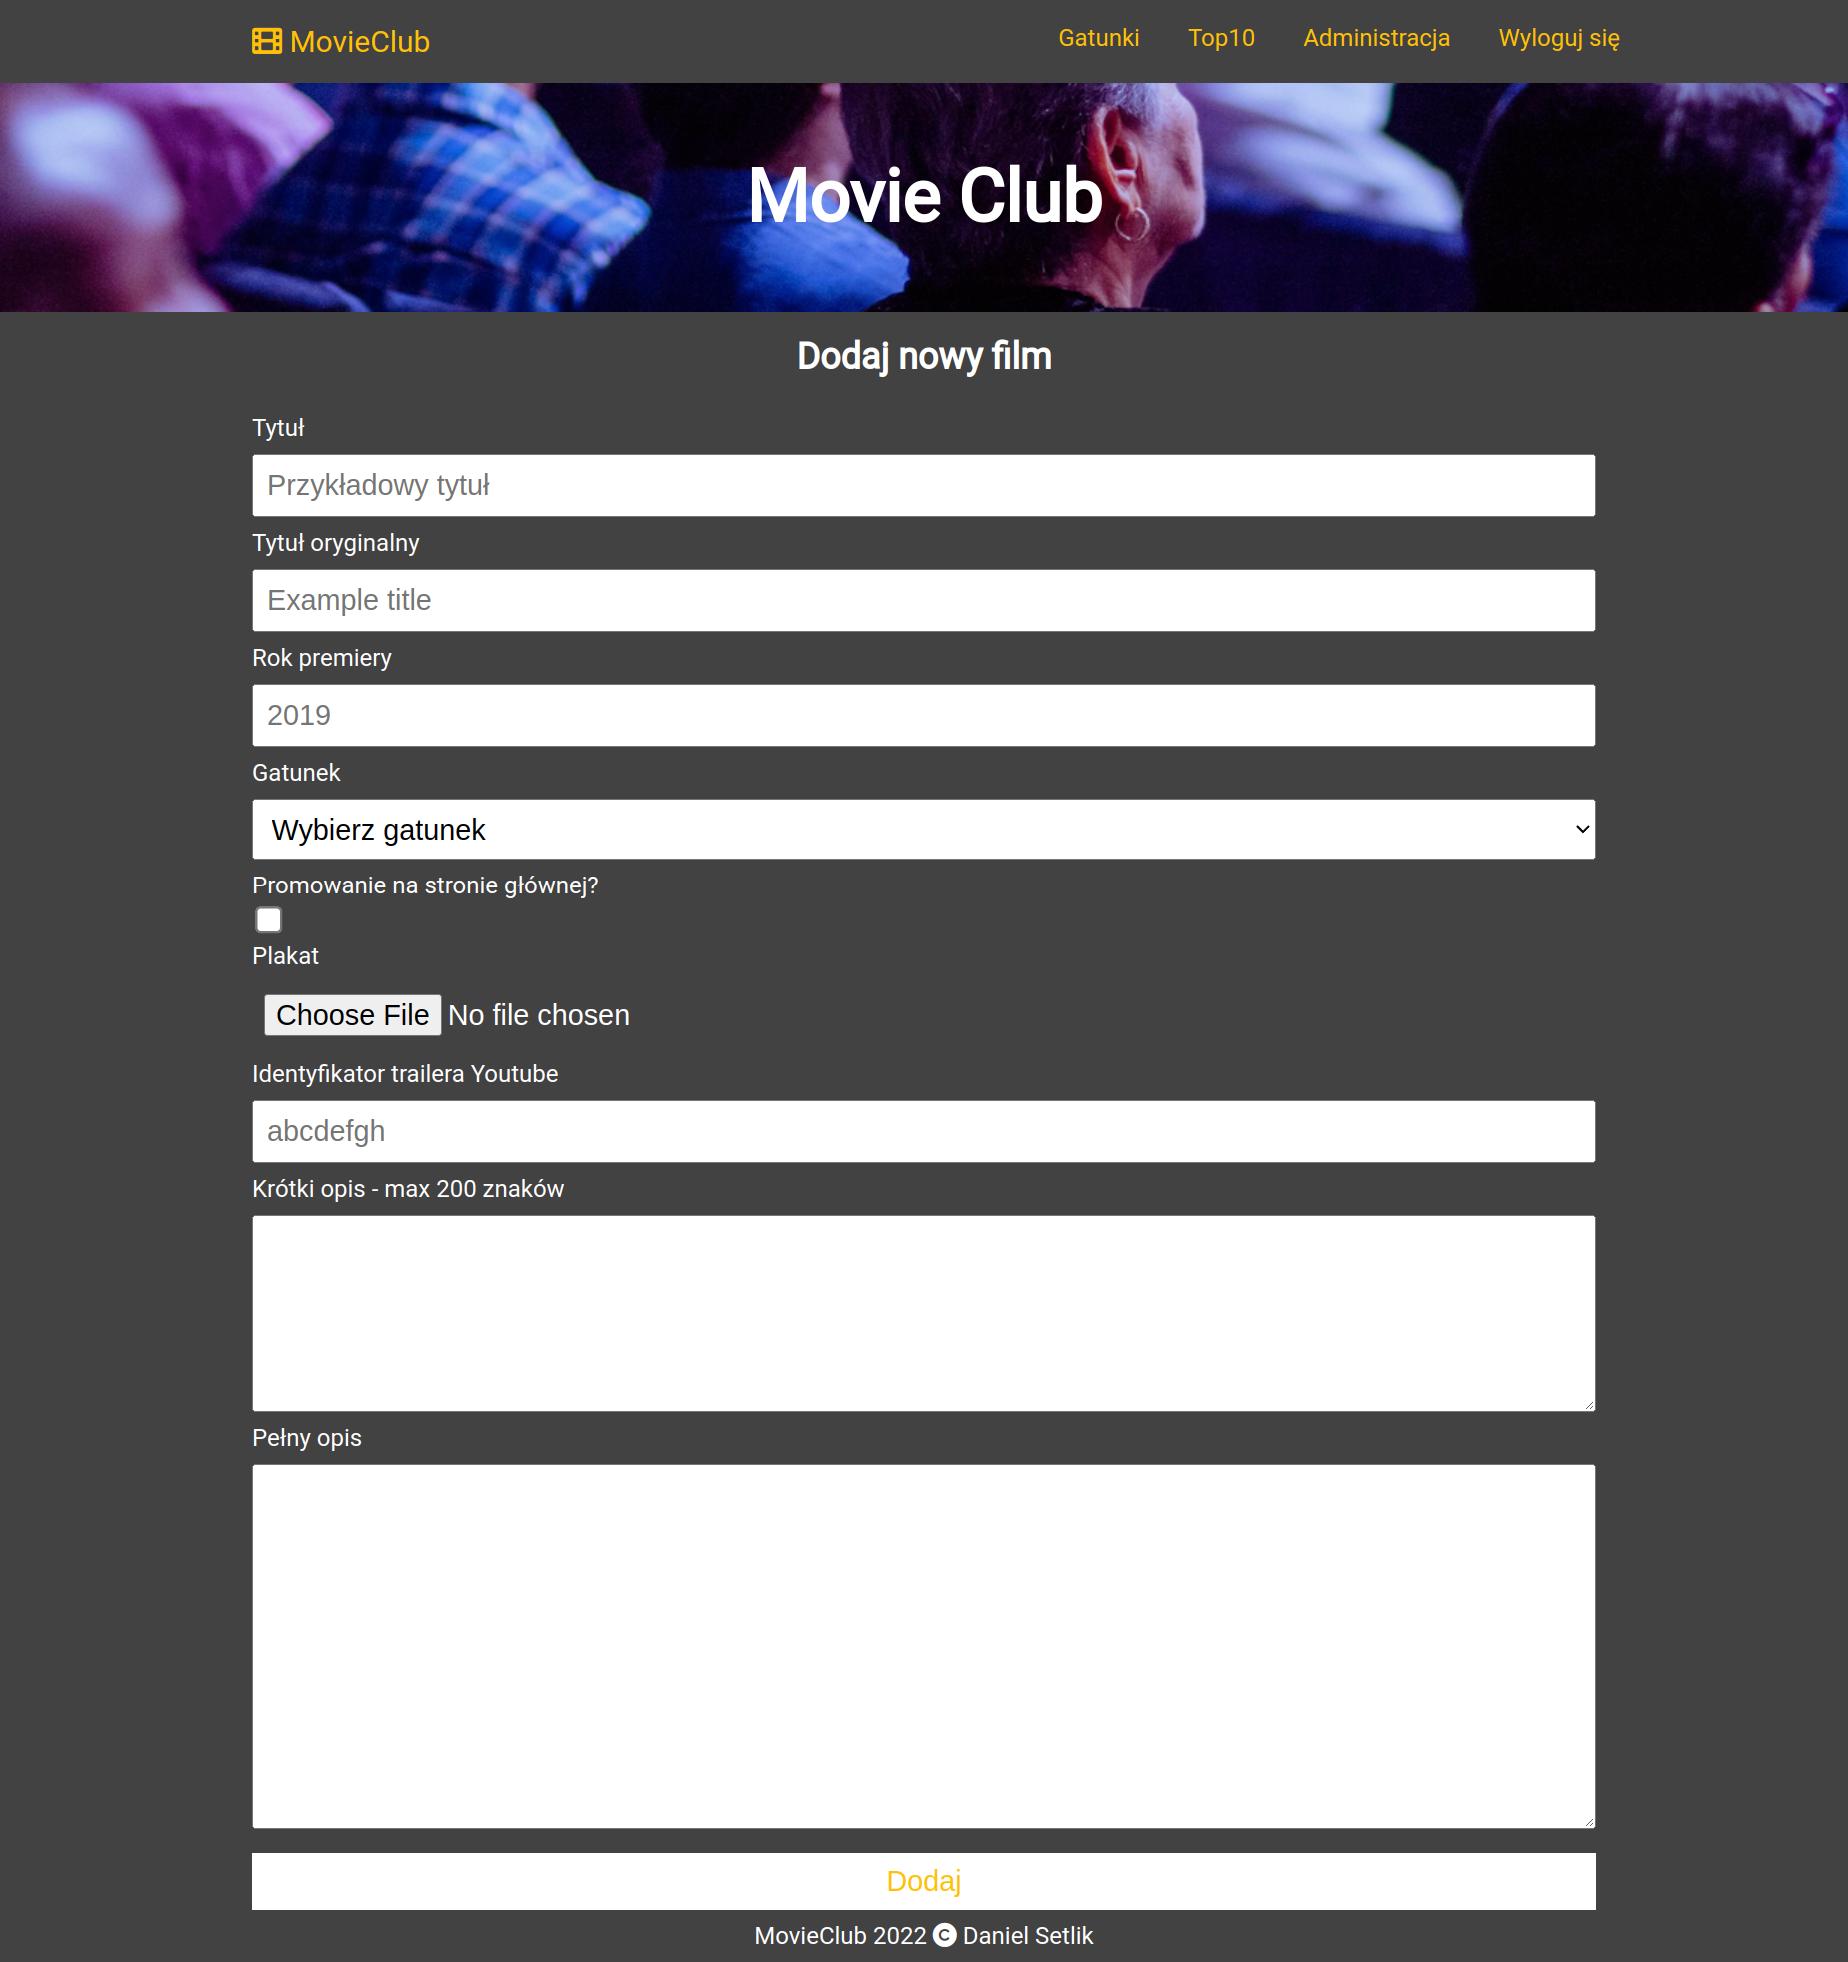 MovieClub
Gatunki
Top10
Administracja
Wyloguj się
Movie Club
Dodaj nowy film
Tytuł
Przykładowy tytuł
Tytuł oryginalny
Example title
Rok premiery
2019
Gatunek
Wybierz gatunek
Promowanie na stronie głównej?
Plakat
Choose File No file chosen
Identyfikator trailera Youtube
abcdefgh
Krótki opis - max 200 znaków
Pełny opis
Dodaj
MovieClub 2022 © Daniel Setlik